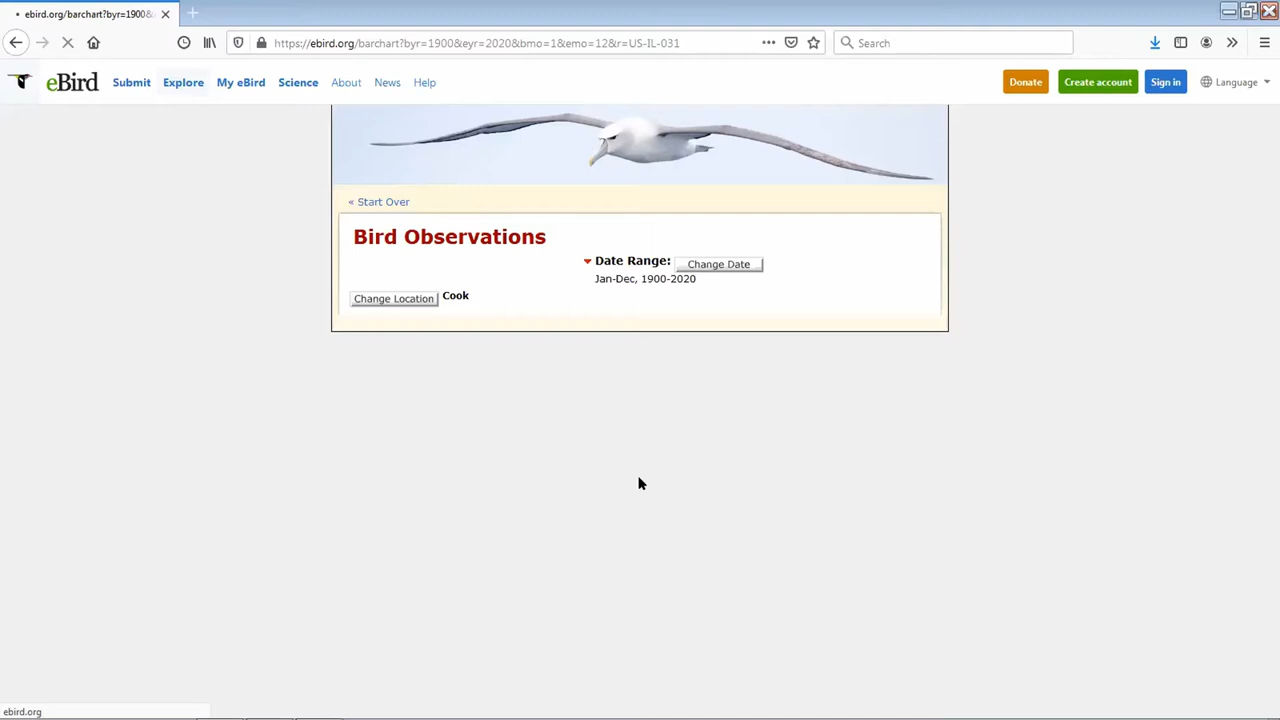 ebird.org/barchart?byr=1900&
https://ebird.org/barchart?byr=1900&eyr=2020&bmo=1&emo=12&r=US-IL-031
Search
eBird Submit Explore My eBird Science About News Help Donate Create account Sign in Language
« Start Over
Bird Observations
Date Range: Change Date
Jan-Dec, 1900-2020
Change Location Cook
ebird.org